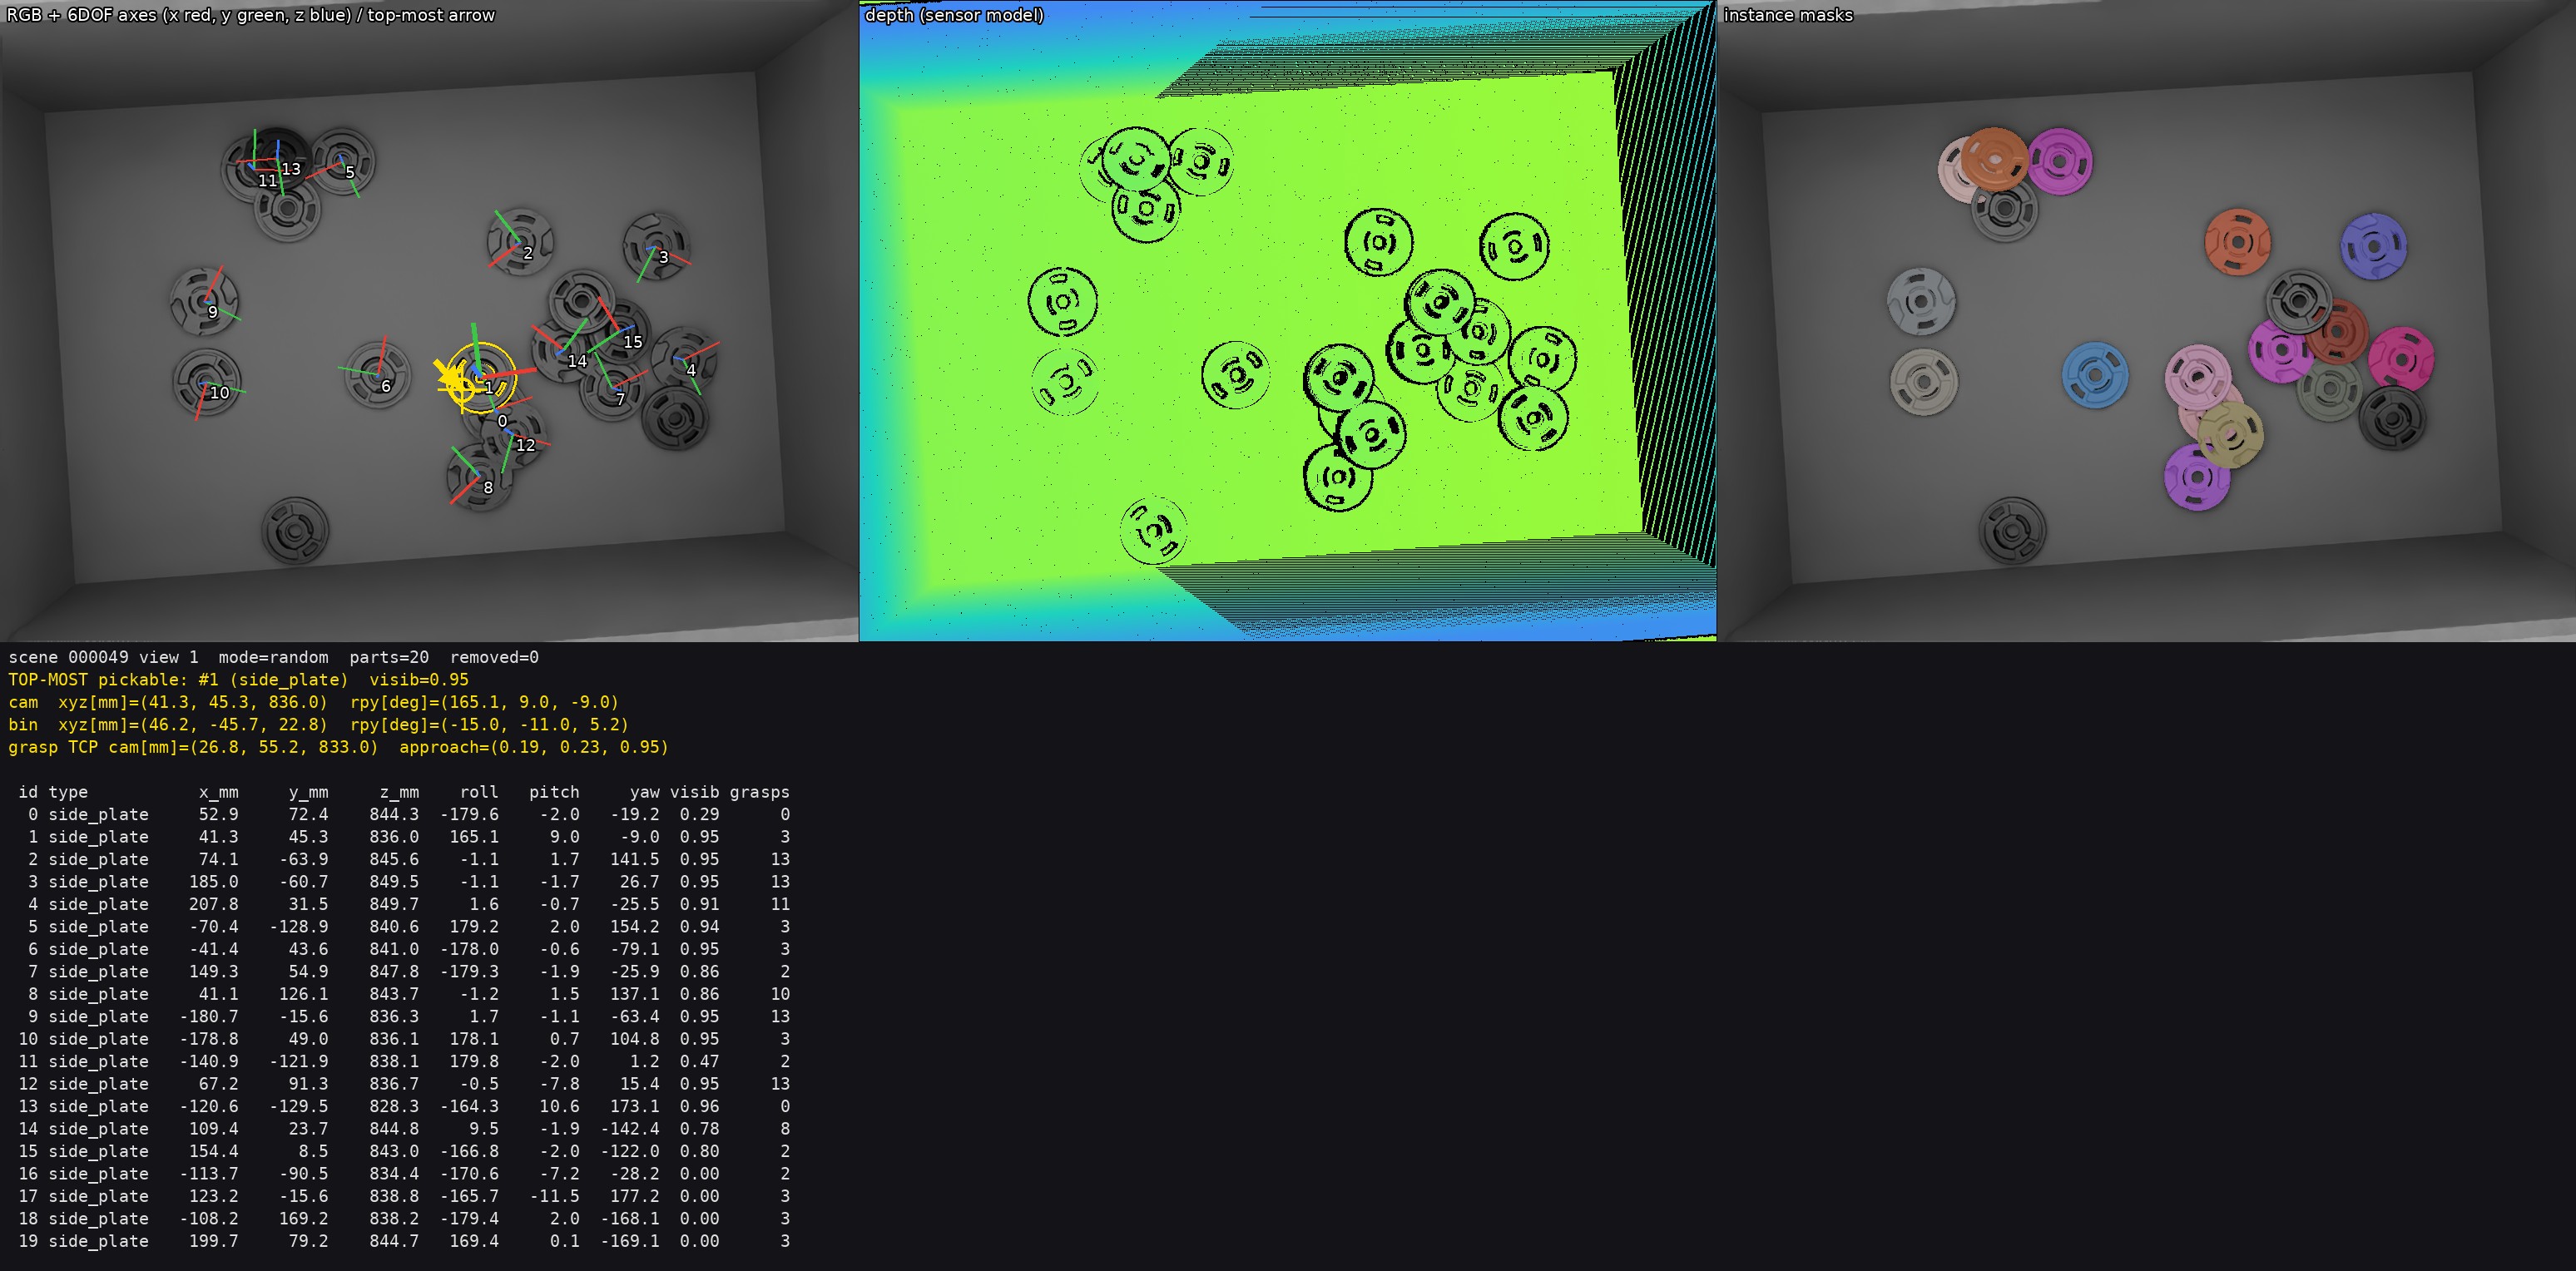 RGB + 6DOF axes (x red, y green, z blue) / top-most arrow
depth (sensor model)
instance masks
13
11
5
2
3
9
15
14
4
1
6
10
7
0
12
8
scene 000049 view 1  mode=random  parts=20  removed=0
TOP-MOST pickable: #1 (side_plate)  visib=0.95
cam  xyz[mm]=(41.3, 45.3, 836.0)  rpy[deg]=(165.1, 9.0, -9.0)
bin  xyz[mm]=(46.2, -45.7, 22.8)  rpy[deg]=(-15.0, -11.0, 5.2)
grasp TCP cam[mm]=(26.8, 55.2, 833.0)  approach=(0.19, 0.23, 0.95)
id type x_mm y_mm z_mm roll pitch yaw visib grasps
0 side_plate 52.9 72.4 844.3 -179.6 -2.0 -19.2 0.29 0
1 side_plate 41.3 45.3 836.0 165.1 9.0 -9.0 0.95 3
2 side_plate 74.1 -63.9 845.6 -1.1 1.7 141.5 0.95 13
3 side_plate 185.0 -60.7 849.5 -1.1 -1.7 26.7 0.95 13
4 side_plate 207.8 31.5 849.7 1.6 -0.7 -25.5 0.91 11
5 side_plate -70.4 -128.9 840.6 179.2 2.0 154.2 0.94 3
6 side_plate -41.4 43.6 841.0 -178.0 -0.6 -79.1 0.95 3
7 side_plate 149.3 54.9 847.8 -179.3 -1.9 -25.9 0.86 2
8 side_plate 41.1 126.1 843.7 -1.2 1.5 137.1 0.86 10
9 side_plate -180.7 -15.6 836.3 1.7 -1.1 -63.4 0.95 13
10 side_plate -178.8 49.0 836.1 178.1 0.7 104.8 0.95 3
11 side_plate -140.9 -121.9 838.1 179.8 -2.0 1.2 0.47 2
12 side_plate 67.2 91.3 836.7 -0.5 -7.8 15.4 0.95 13
13 side_plate -120.6 -129.5 828.3 -164.3 10.6 173.1 0.96 0
14 side_plate 109.4 23.7 844.8 9.5 -1.9 -142.4 0.78 8
15 side_plate 154.4 8.5 843.0 -166.8 -2.0 -122.0 0.80 2
16 side_plate -113.7 -90.5 834.4 -170.6 -7.2 -28.2 0.00 2
17 side_plate 123.2 -15.6 838.8 -165.7 -11.5 177.2 0.00 3
18 side_plate -108.2 169.2 838.2 -179.4 2.0 -168.1 0.00 3
19 side_plate 199.7 79.2 844.7 169.4 0.1 -169.1 0.00 3